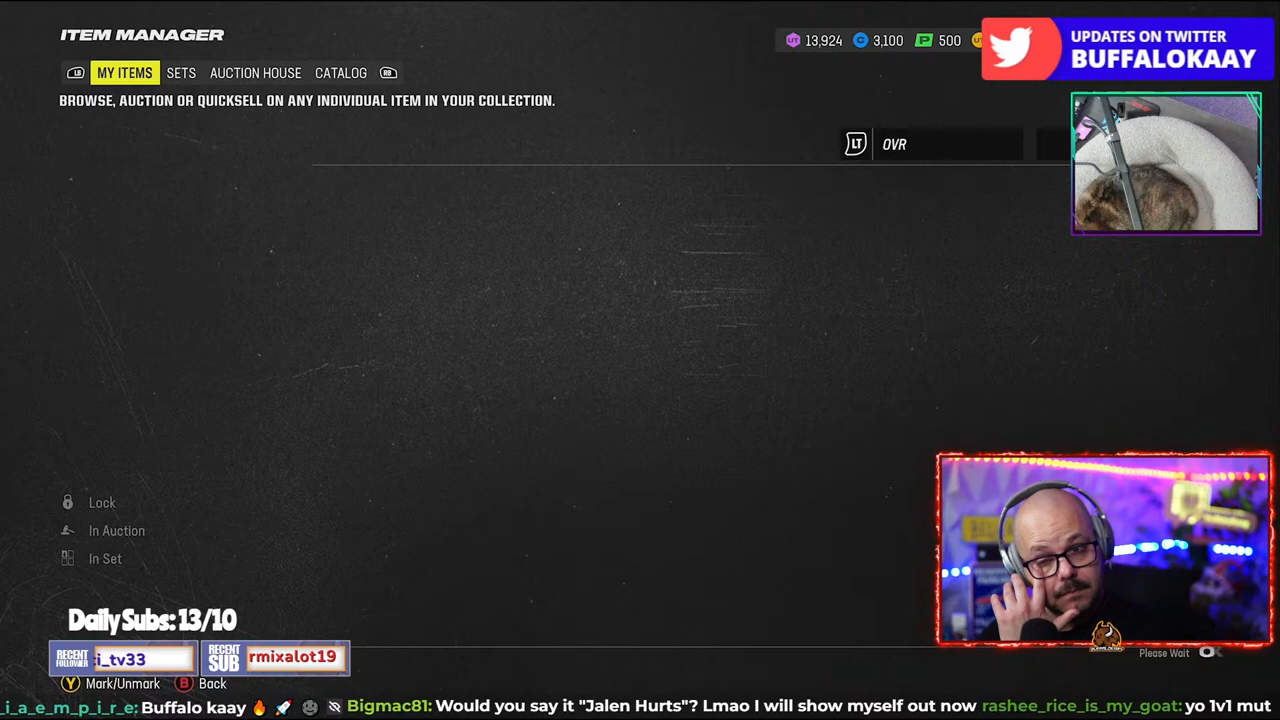 ITEM MANAGER
13,924 C 3,100 P 500
UPDATES ON TWITTER
BUFFALOKAAY
LB MY ITEMS SETS AUCTION HOUSE CATALOG RB
BROWSE, AUCTION OR QUICKSELL ON ANY INDIVIDUAL ITEM IN YOUR COLLECTION.
LT OVR
Lock
In Auction
In Set
Daily Subs: 13/10
RECENT FOLLOWER i_tv33
RECENT SUB rmixalot19
Please Wait
Y Mark/Unmark B Back
_i_a_e_m_p_i_r_e: Buffalo kaay Bigmac81: Would you say it "Jalen Hurts"? Lmao I will show myself out now rashee_rice_is_my_goat: yo 1v1 mut